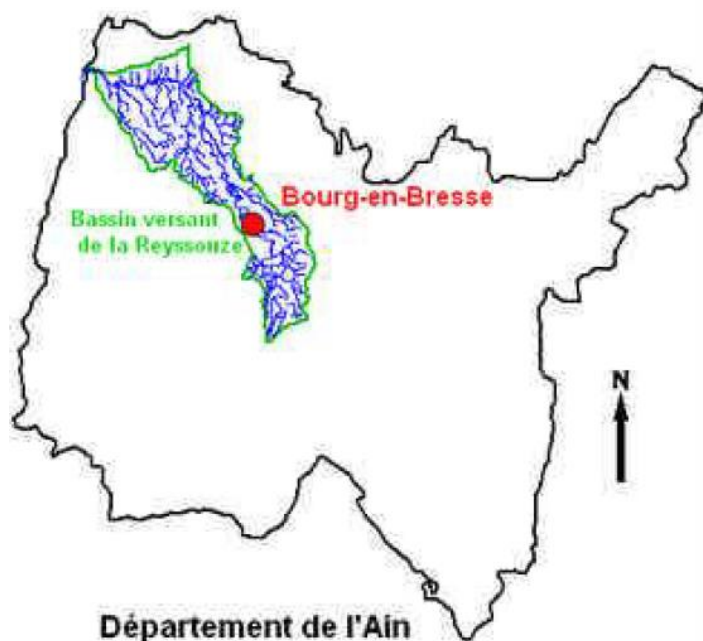 Bourg-en-Bresse
Bassin versant
de la Reyssouze
N
Département de l'Ain